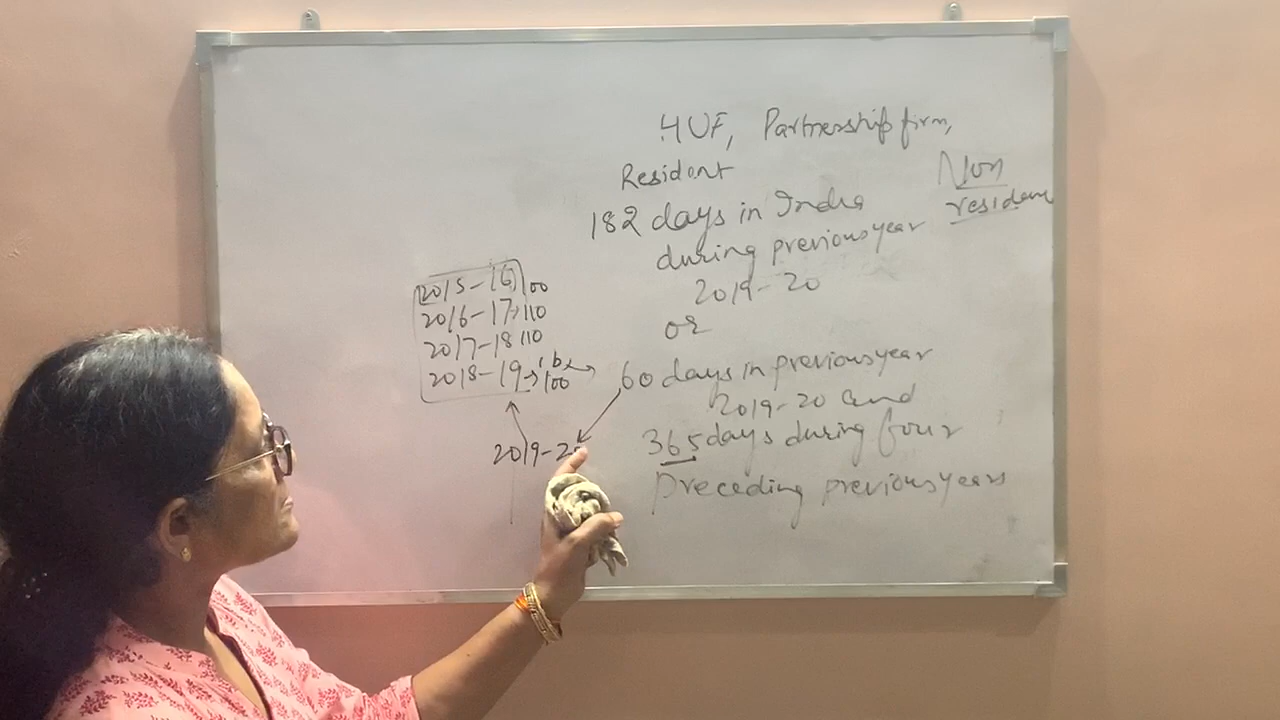 HUF, Partnership firm,
Resident
Non
residen
182 days in India
during previous year
2019-20
or
60 days in previous year
2019-20 and
365 days during four
preceding previous years
2015-16 100
2016-17 110
2017-18 110
2018-19 → 100
2019-2